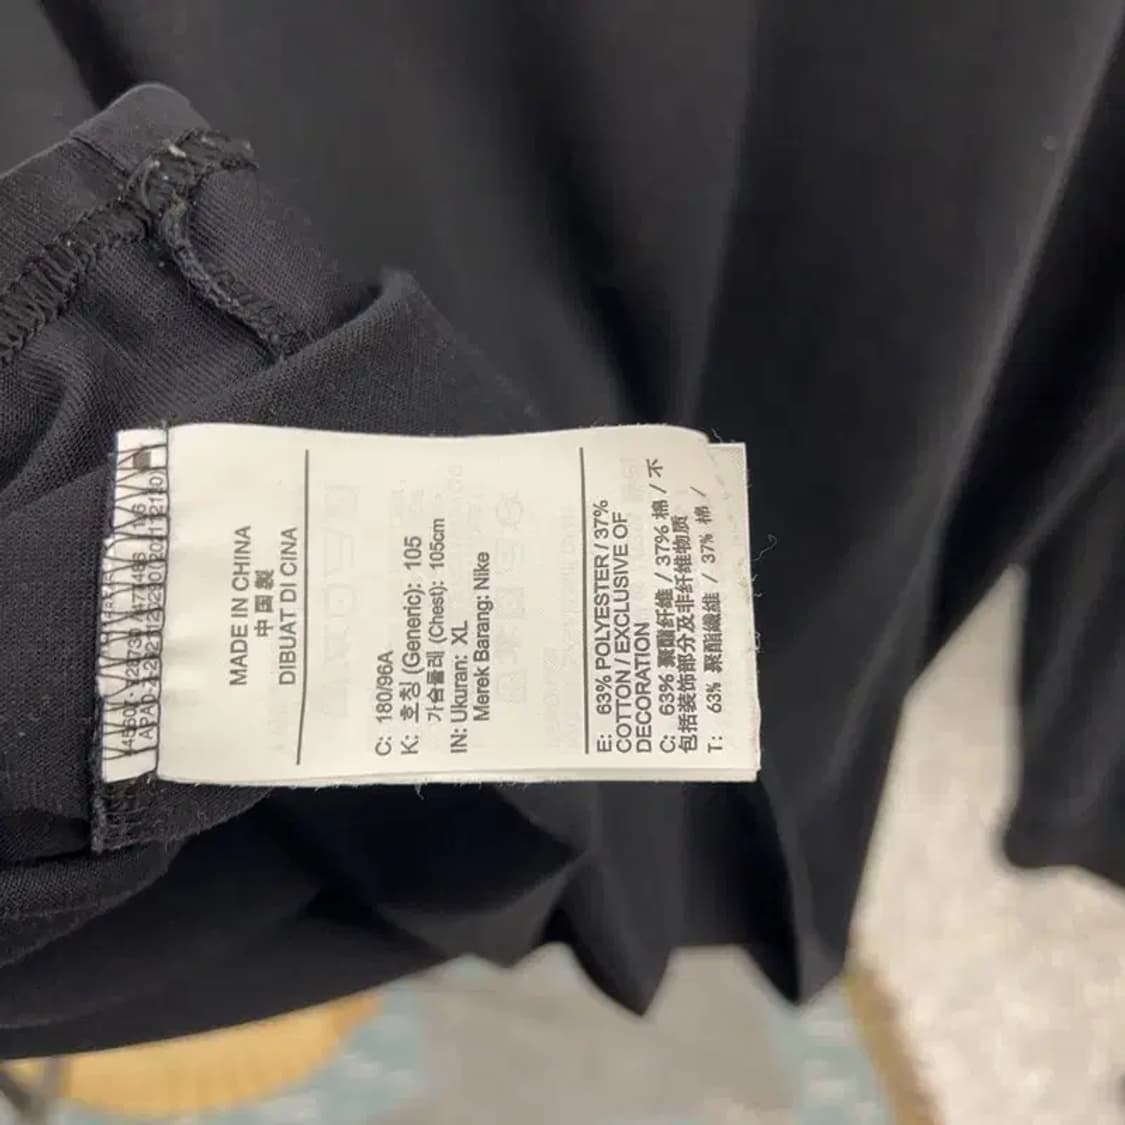 MADE IN CHINA
中国製
DIBUAT DI CINA
C: 180/96A
K: 호칭 (Generic): 105
가슴둘레 (Chest): 105cm
IN: Ukuran: XL
Merek Barang: Nike
E: 63% POLYESTER / 37%
COTTON / EXCLUSIVE OF
DECORATION
C: 63% 聚酯纤维 / 37% 棉 / 不
包括装饰部分及非纤维物质
T: 63% 聚酯纖維 / 37% 棉 /